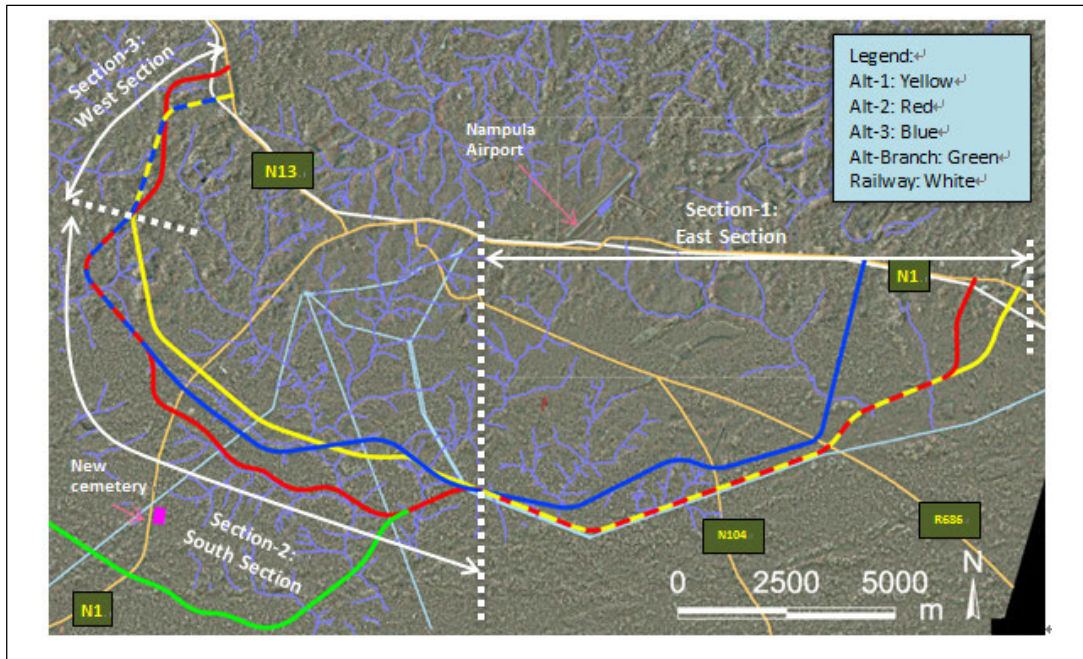 Section-3:
West Section
Legend:
Alt-1: Yellow
Alt-2: Red
Alt-3: Blue
Alt-Branch: Green
Railway: White
Nampula
Airport
N13
Section-1:
East Section
N1
New
cemetery
Section-2:
South Section
N104
R686
N
N1
0 2500 5000
m